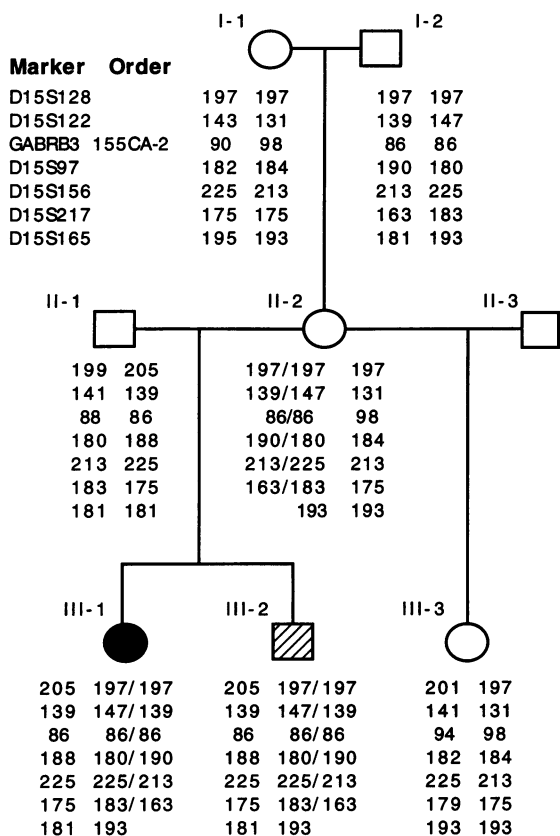 I-1 I-2
Marker Order
D15S128 197 197 197 197
D15S122 143 131 139 147
GABRB3 155CA-2 90 98 86 86
D15S97 182 184 190 180
D15S156 225 213 213 225
D15S217 175 175 163 183
D15S165 195 193 181 193
II-1 II-2 II-3
199 205 197/197 197
141 139 139/147 131
88 86 86/86 98
180 188 190/180 184
213 225 213/225 213
183 175 163/183 175
181 181 193 193
III-1 III-2 III-3
205 197/197 205 197/197 201 197
139 147/139 139 147/139 141 131
86 86/86 86 86/86 94 98
188 180/190 188 180/190 182 184
225 225/213 225 225/213 225 213
175 183/163 175 183/163 179 175
181 193 181 193 193 193